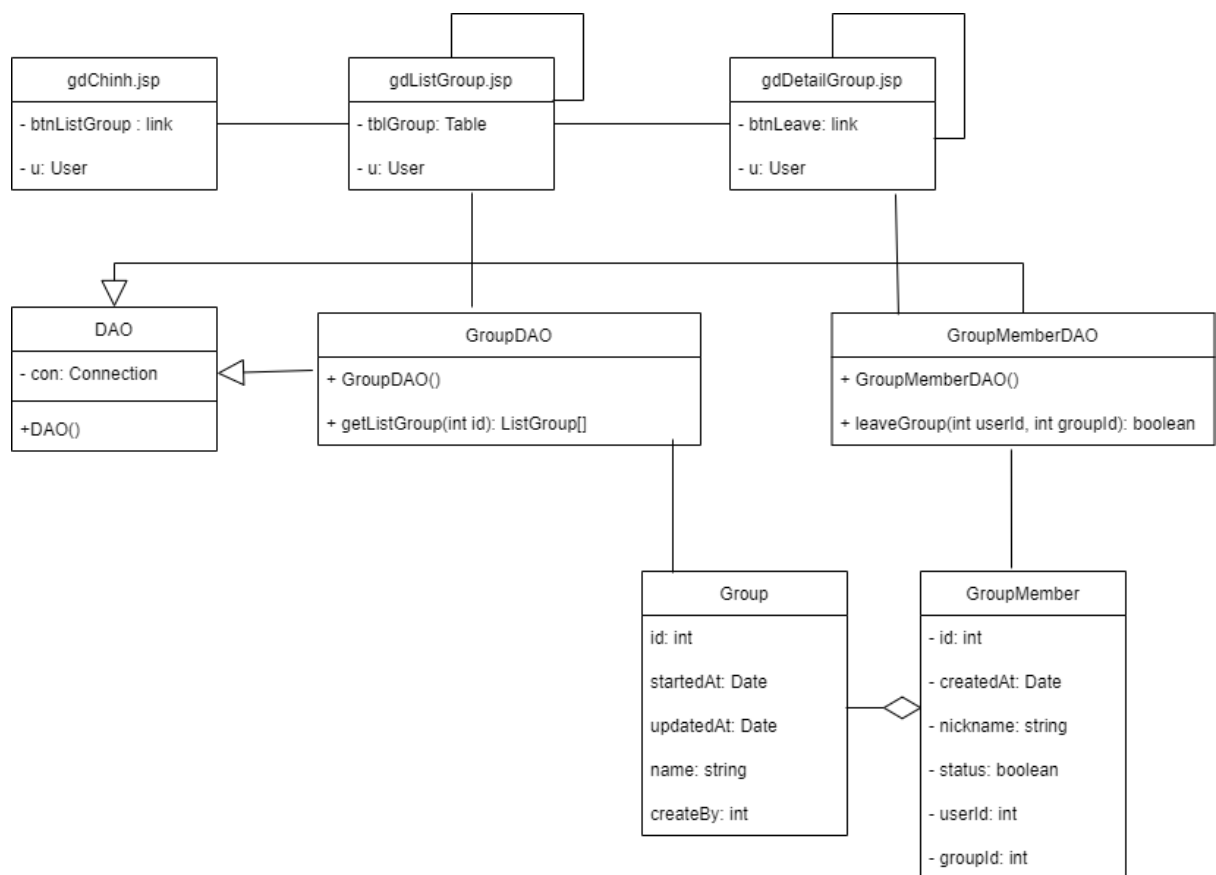 gdChinh.jsp
- btnListGroup : link
- u: User
gdListGroup.jsp
- tblGroup: Table
- u: User
gdDetailGroup.jsp
- btnLeave: link
- u: User
DAO
- con: Connection
+DAO()
GroupDAO
+ GroupDAO()
+ getListGroup(int id): ListGroup[]
GroupMemberDAO
+ GroupMemberDAO()
+ leaveGroup(int userId, int groupId): boolean
Group
id: int
startedAt: Date
updatedAt: Date
name: string
createBy: int
GroupMember
- id: int
- createdAt: Date
- nickname: string
- status: boolean
- userId: int
- groupId: int